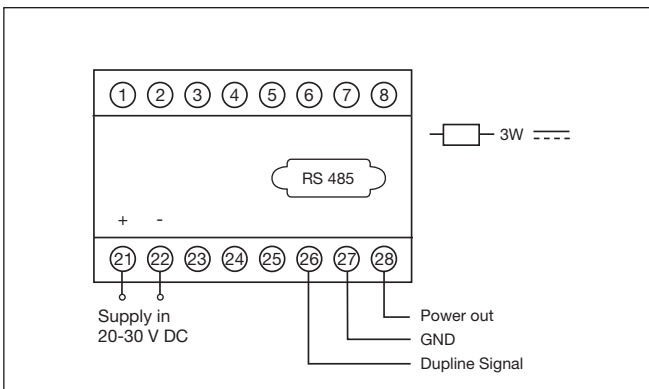 1 2 3 4 5 6 7 8
3W
RS 485
+ -
21 22 23 24 25 26 27 28
Supply in
20-30 V DC
Power out
GND
Dupline Signal